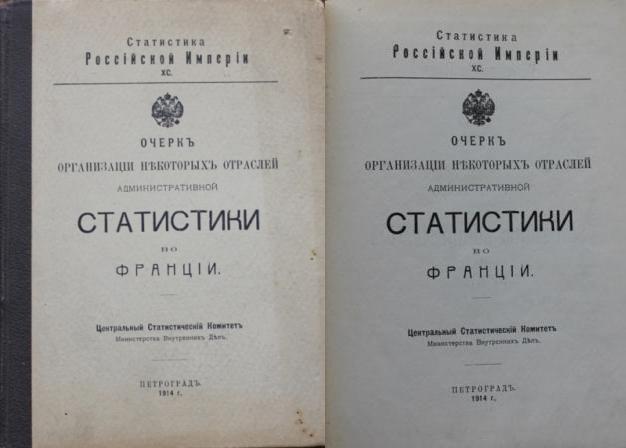 Статистика
Россійской Имперіи
XC.
ОЧЕРКЪ
ОРГАНИЗАЦІИ НѢКОТОРЫХЪ ОТРАСЛЕЙ
АДМИНИСТРАТИВНОЙ
СТАТИСТИКИ
ВО
ФРАНЦІИ.
Центральный Статистическій Комитетъ
Министерства Внутреннихъ Дѣлъ.
ПЕТРОГРАДЪ.
1914 г.
Статистика
Россійской Имперіи
XC.
ОЧЕРКЪ
ОРГАНИЗАЦІИ НѢКОТОРЫХЪ ОТРАСЛЕЙ
АДМИНИСТРАТИВНОЙ
СТАТИСТИКИ
ВО
ФРАНЦІИ.
Центральный Статистическій Комитетъ
Министерства Внутреннихъ Дѣлъ.
ПЕТРОГРАДЪ.
1914 г.